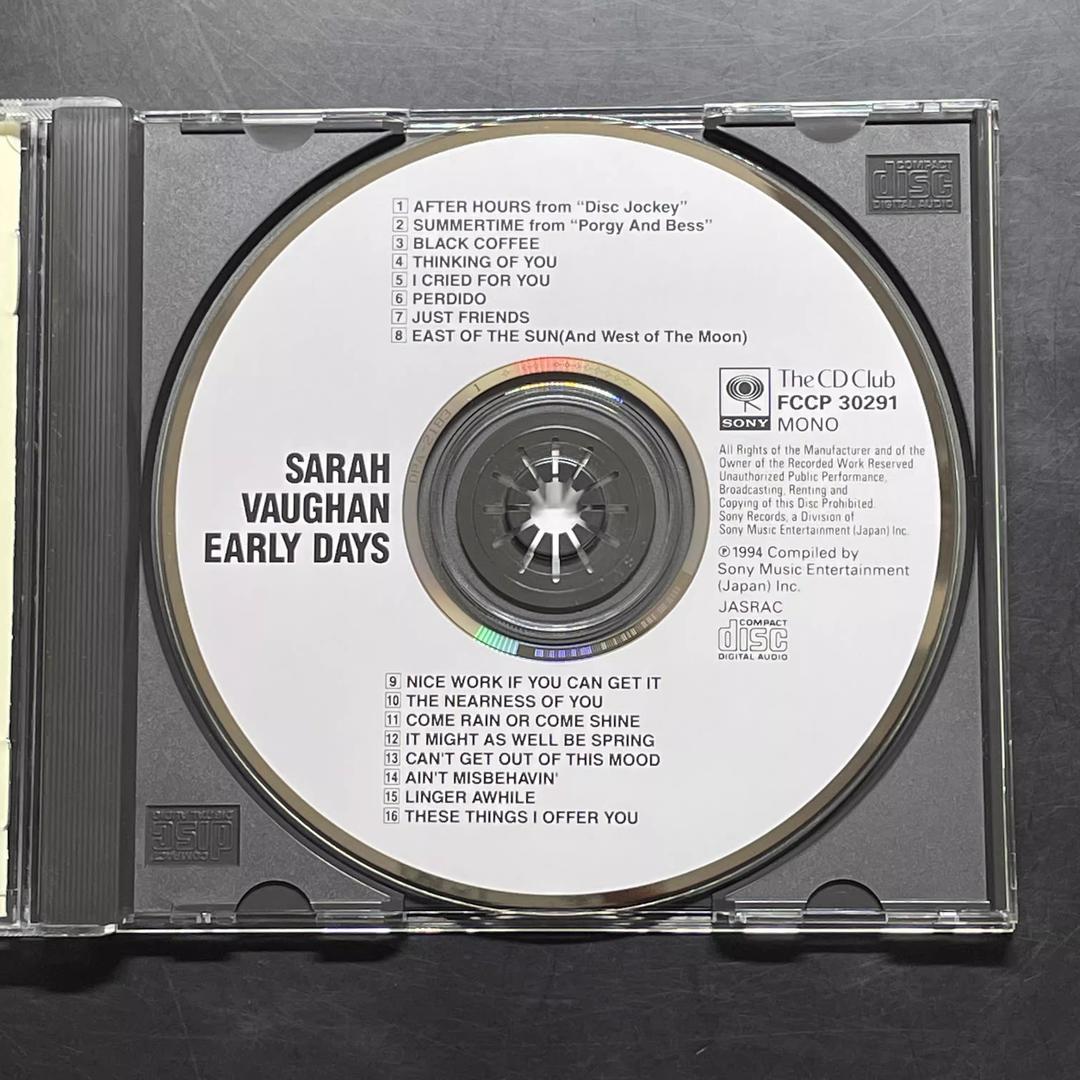 1 AFTER HOURS from “Disc Jockey”
2 SUMMERTIME from “Porgy And Bess”
3 BLACK COFFEE
4 THINKING OF YOU
5 I CRIED FOR YOU
6 PERDIDO
7 JUST FRIENDS
8 EAST OF THE SUN(And West of The Moon)
SARAH
VAUGHAN
EARLY DAYS
SONY
The CD Club
FCCP 30291
MONO
All Rights of the Manufacturer and of the
Owner of the Recorded Work Reserved
Unauthorized Public Performance,
Broadcasting, Renting and
Copying of this Disc Prohibited.
Sony Records, a Division of
Sony Music Entertainment (Japan) Inc.
℗1994 Compiled by
Sony Music Entertainment
(Japan) Inc.
JASRAC
COMPACT
disc
DIGITAL AUDIO
9 NICE WORK IF YOU CAN GET IT
10 THE NEARNESS OF YOU
11 COME RAIN OR COME SHINE
12 IT MIGHT AS WELL BE SPRING
13 CAN'T GET OUT OF THIS MOOD
14 AIN'T MISBEHAVIN'
15 LINGER AWHILE
16 THESE THINGS I OFFER YOU
COMPACT
disc
DIGITAL AUDIO